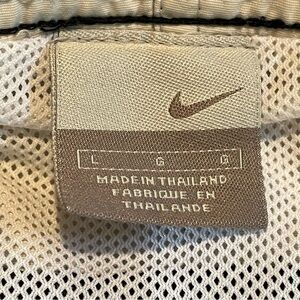 L G G
MADE IN THAILAND
FABRIQUE EN
THAILANDE